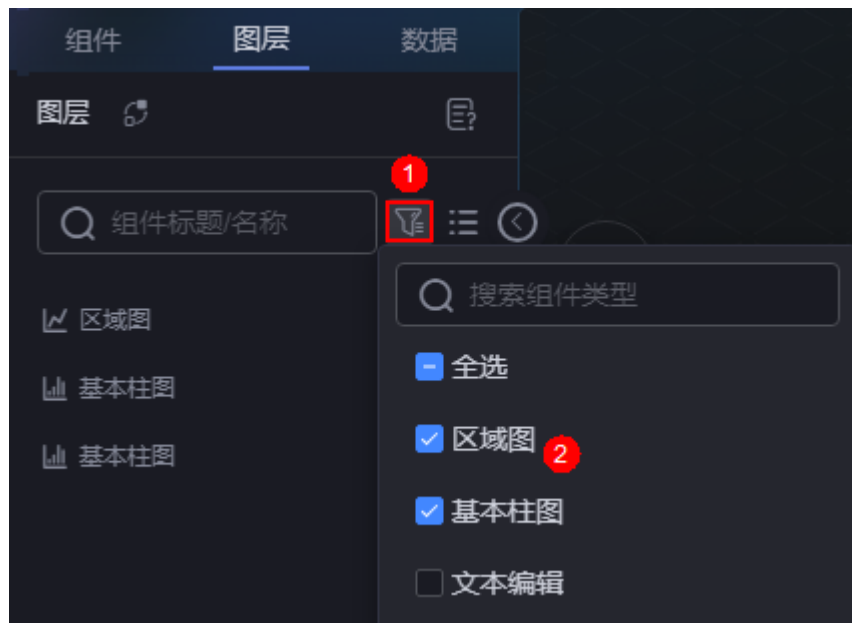 组件 图层 数据
图层
1
组件标题/名称
搜索组件类型
区域图
全选
基本柱图
区域图 2
基本柱图
基本柱图
文本编辑